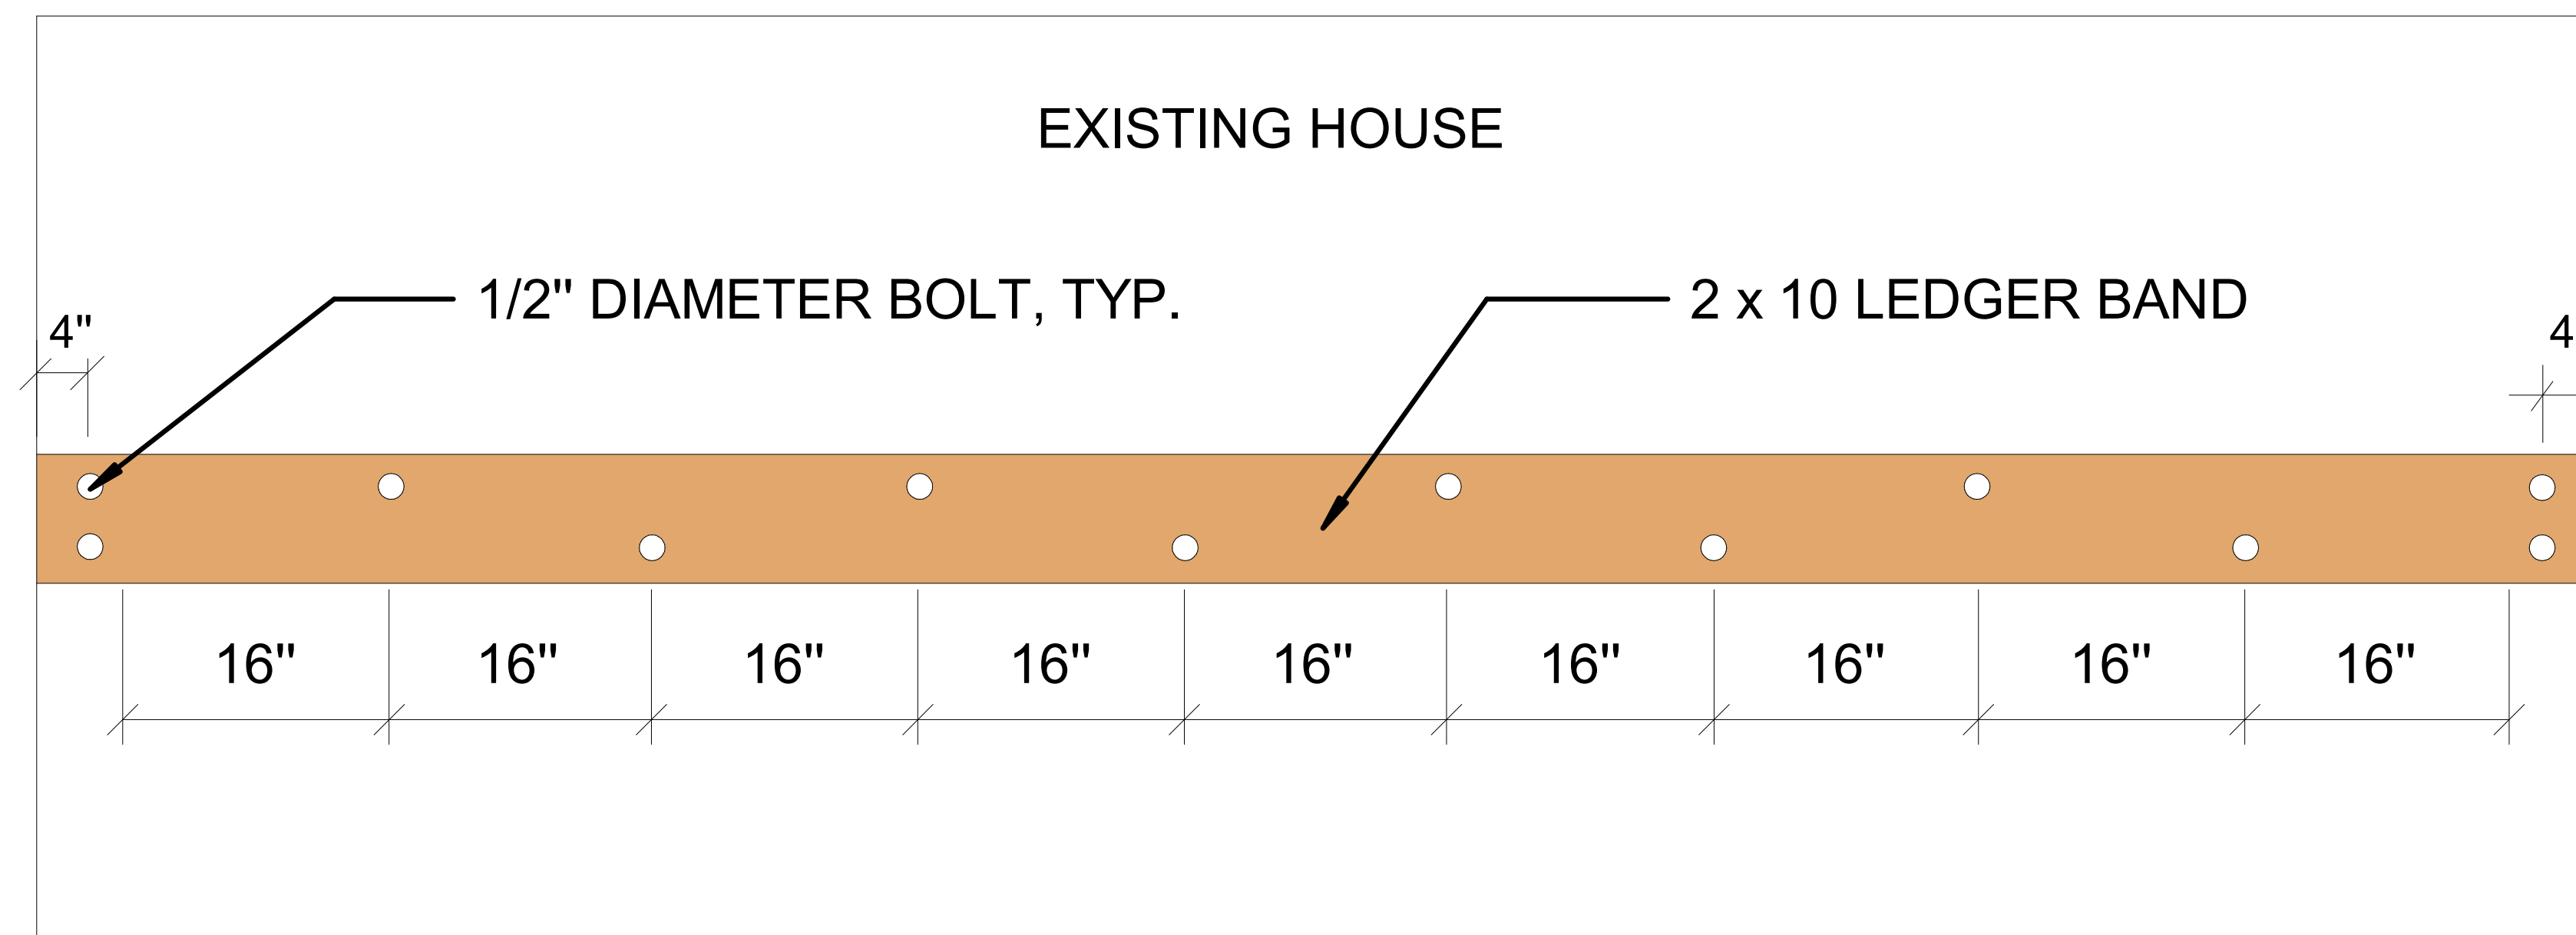 EXISTING HOUSE
1/2" DIAMETER BOLT, TYP.
2 x 10 LEDGER BAND
4"
4
16" 16" 16" 16" 16" 16" 16" 16" 16"